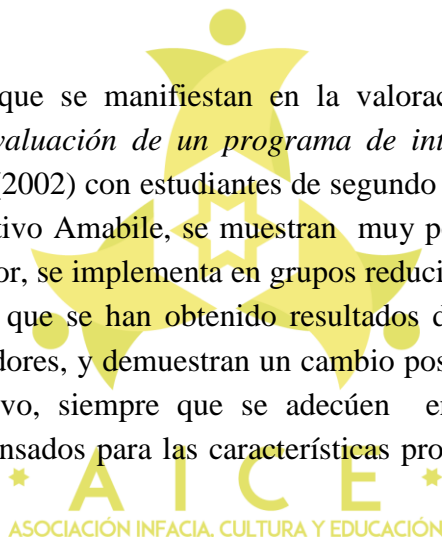 que se manifiestan en la valorac
valuación de un programa de int
(2002) con estudiantes de segundo
tivo Amabile, se muestran muy p
or, se implementa en grupos reduci
que se han obtenido resultados d
dores, y demuestran un cambio pos
vo, siempre que se adecúen e
nsados para las características pro
A I C E
ASOCIACIÓN INFACIA, CULTURA Y EDUCACIÓN